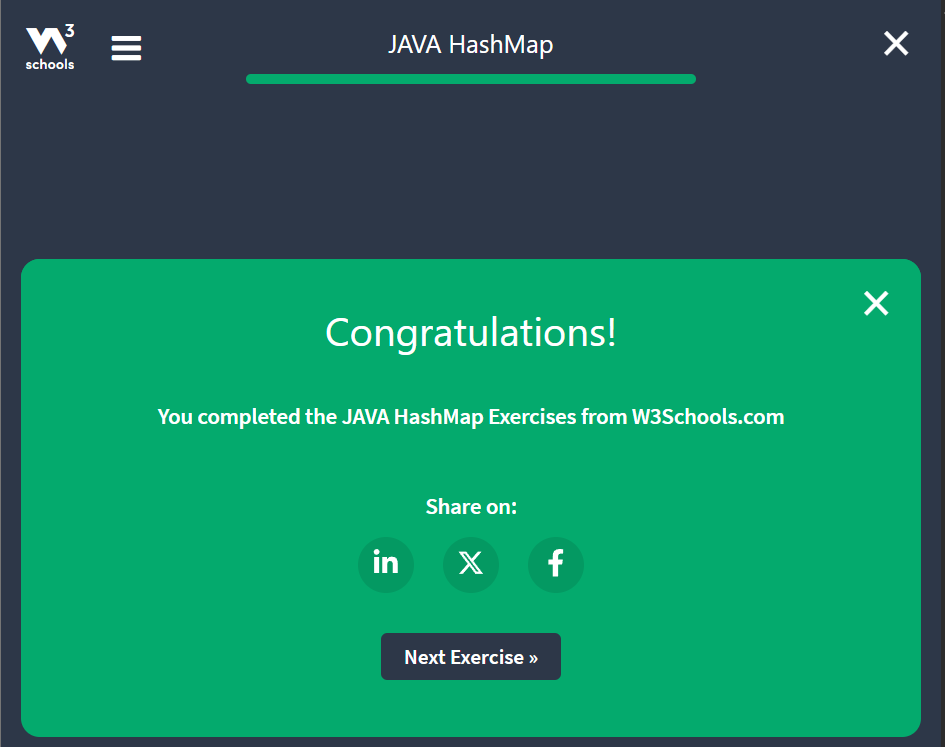 W3
schools
JAVA HashMap
Congratulations!
You completed the JAVA HashMap Exercises from W3Schools.com
Share on:
in
X
f
Next Exercise »